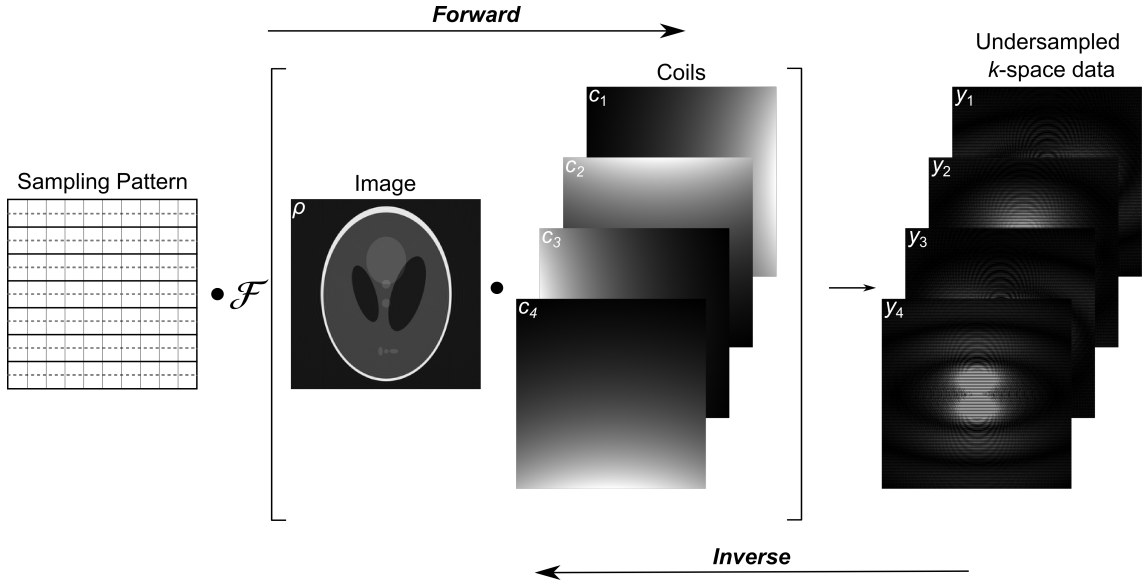 Forward
Undersampled
k-space data
Coils
c1
y1
c2
y2
Sampling Pattern
Image
ρ
c3
y3
• ℱ
•
c4
y4
Inverse